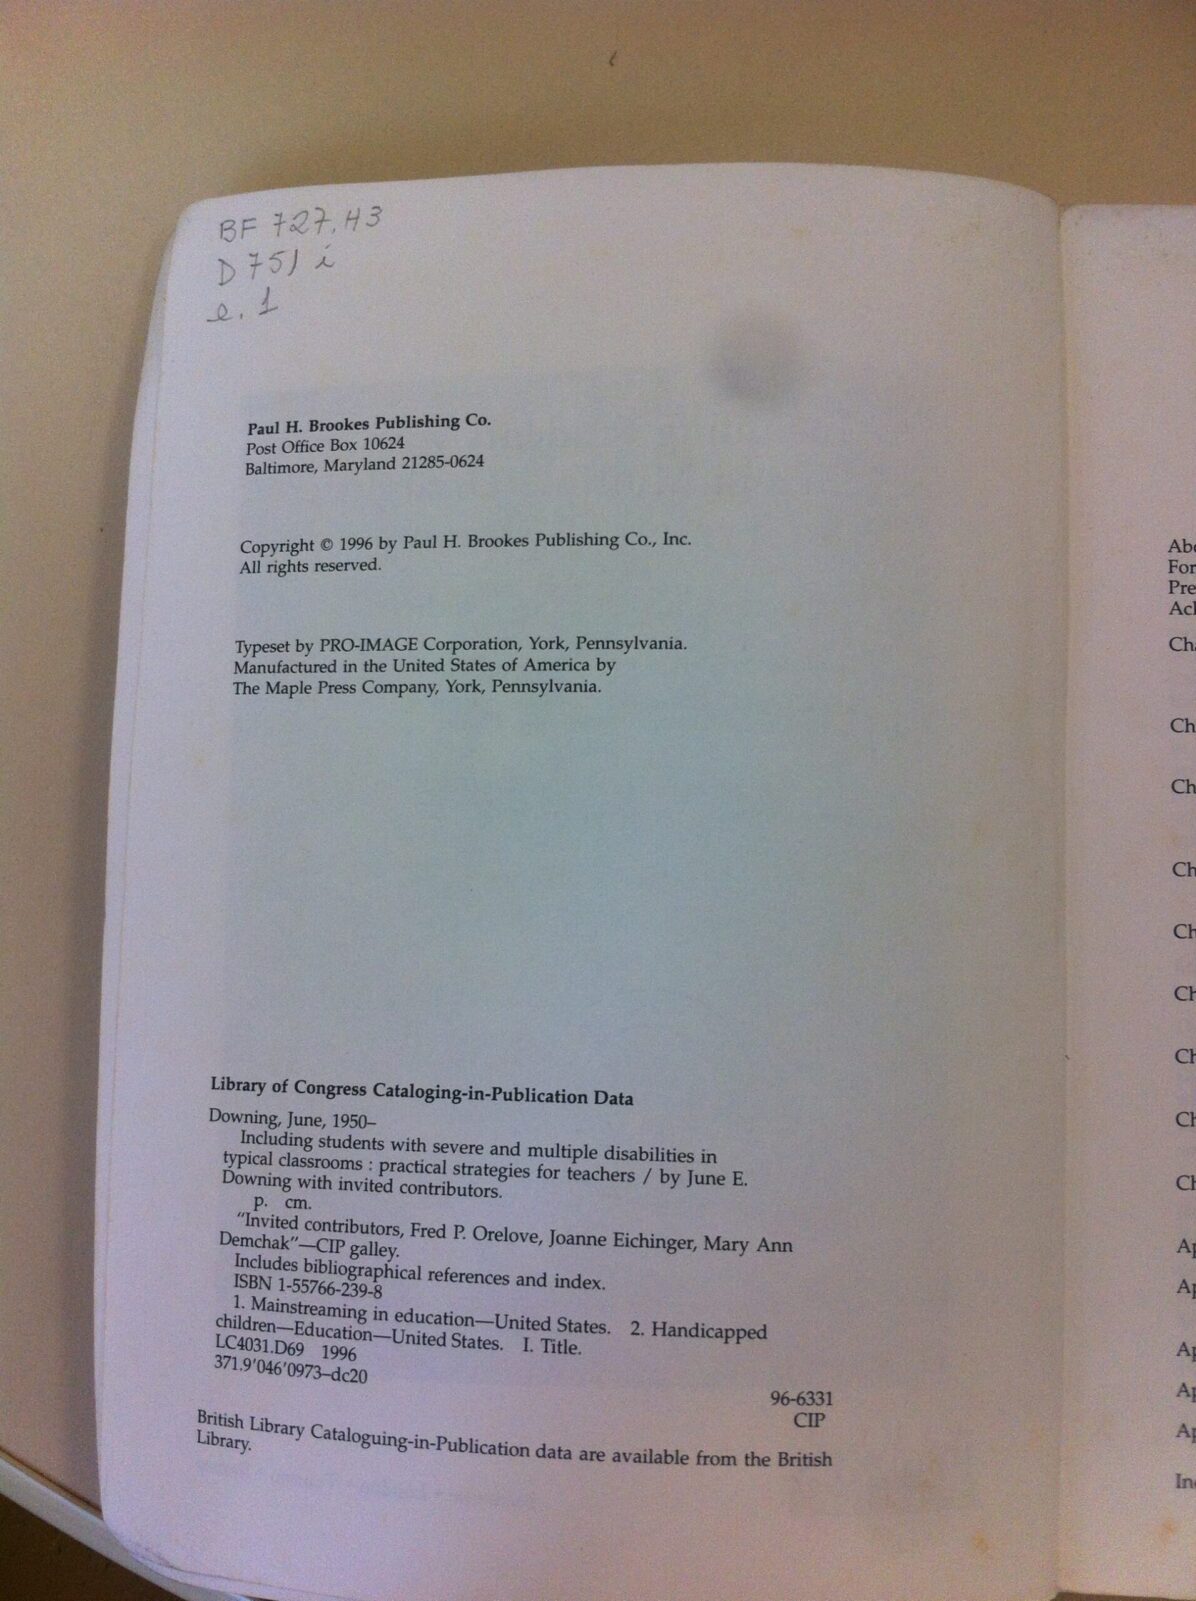 BF 727.H3
D 751 i
e. 1
Paul H. Brookes Publishing Co.
Post Office Box 10624
Baltimore, Maryland 21285-0624
Copyright © 1996 by Paul H. Brookes Publishing Co., Inc.
All rights reserved.
Typeset by PRO-IMAGE Corporation, York, Pennsylvania.
Manufactured in the United States of America by
The Maple Press Company, York, Pennsylvania.
Library of Congress Cataloging-in-Publication Data
Downing, June, 1950–
Including students with severe and multiple disabilities in
typical classrooms : practical strategies for teachers / by June E.
Downing with invited contributors.
p. cm.
"Invited contributors, Fred P. Orelove, Joanne Eichinger, Mary Ann
Demchak"—CIP galley.
Includes bibliographical references and index.
ISBN 1-55766-239-8
1. Mainstreaming in education—United States. 2. Handicapped
children—Education—United States. I. Title.
LC4031.D69 1996
371.9'046'0973–dc20
96-6331
CIP
British Library Cataloguing-in-Publication data are available from the British
Library.